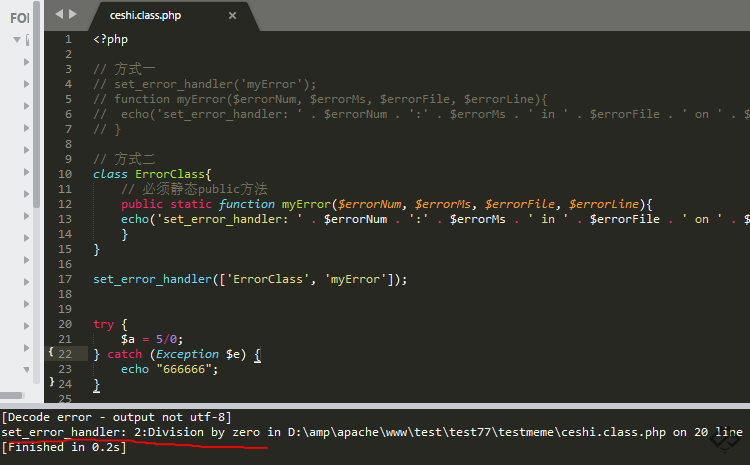 FOI
ceshi.class.php ×
1 <?php
2
3 // 方式一
4 // set_error_handler('myError');
5 // function myError($errorNum, $errorMs, $errorFile, $errorLine){
6 //  echo('set_error_handler: ' . $errorNum . ':' . $errorMs . ' in ' . $errorFile . ' on ' . $
7 // }
8
9 // 方式二
10 class ErrorClass{
11     // 必须静态public方法
12     public static function myError($errorNum, $errorMs, $errorFile, $errorLine){
13     echo('set_error_handler: ' . $errorNum . ':' . $errorMs . ' in ' . $errorFile . ' on ' . $
14     }
15 }
16
17 set_error_handler(['ErrorClass', 'myError']);
18
19
20 try {
21     $a = 5/0;
22 } catch (Exception $e) {
23     echo "666666";
24 }
25
[Decode error - output not utf-8]
set_error_handler: 2:Division by zero in D:\amp\apache\www\test\test77\testmeme\ceshi.class.php on 20 line
[Finished in 0.2s]